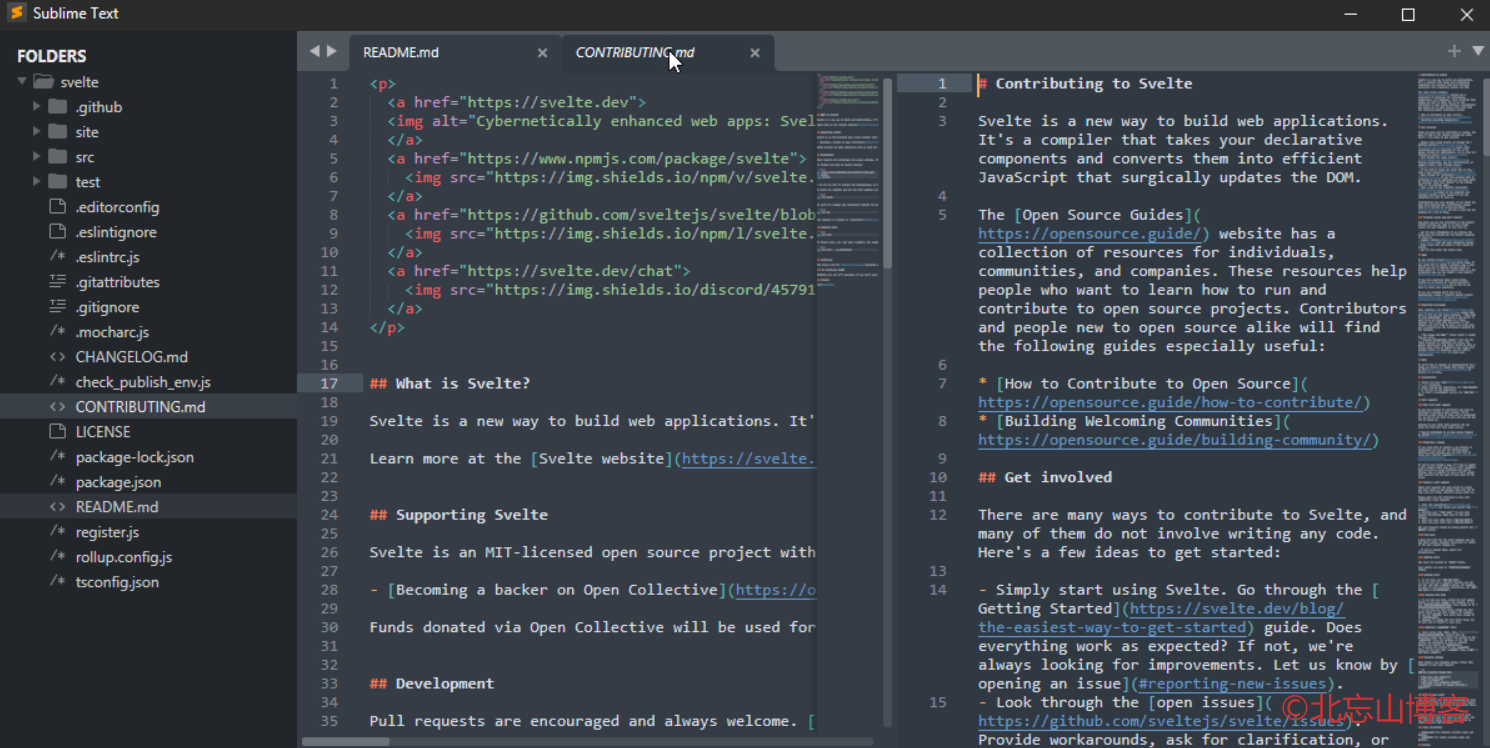 Sublime Text
FOLDERS
svelte
.github
site
src
test
.editorconfig
.eslintignore
/* .eslintrc.js
.gitattributes
.gitignore
/* .mocharc.js
<> CHANGELOG.md
/* check_publish_env.js
<> CONTRIBUTING.md
LICENSE
/* package-lock.json
/* package.json
<> README.md
/* register.js
/* rollup.config.js
/* tsconfig.json
README.md
CONTRIBUTING.md
1 <p>
2 <a href="https://svelte.dev">
3 <img alt="Cybernetically enhanced web apps: Svel
4 </a>
5 <a href="https://www.npmjs.com/package/svelte">
6 <img src="https://img.shields.io/npm/v/svelte.
7 </a>
8 <a href="https://github.com/sveltejs/svelte/blob
9 <img src="https://img.shields.io/npm/l/svelte.
10 </a>
11 <a href="https://svelte.dev/chat">
12 <img src="https://img.shields.io/discord/45791
13 </a>
14 </p>
15
16
17 ## What is Svelte?
18
19 Svelte is a new way to build web applications. It'
20
21 Learn more at the [Svelte website](https://svelte.
22
23
24 ## Supporting Svelte
25
26 Svelte is an MIT-licensed open source project with
27
28 - [Becoming a backer on Open Collective](https://o
29
30 Funds donated via Open Collective will be used for
31
32
33 ## Development
34
35 Pull requests are encouraged and always welcome. [
1 # Contributing to Svelte
2
3 Svelte is a new way to build web applications.
It's a compiler that takes your declarative
components and converts them into efficient
JavaScript that surgically updates the DOM.
4
5 The [Open Source Guides](
https://opensource.guide/) website has a
collection of resources for individuals,
communities, and companies. These resources help
people who want to learn how to run and
contribute to open source projects. Contributors
and people new to open source alike will find
the following guides especially useful:
6
7 * [How to Contribute to Open Source](
https://opensource.guide/how-to-contribute/)
8 * [Building Welcoming Communities](
https://opensource.guide/building-community/)
9
10 ## Get involved
11
12 There are many ways to contribute to Svelte, and
many of them do not involve writing any code.
Here's a few ideas to get started:
13
14 - Simply start using Svelte. Go through the [
Getting Started](https://svelte.dev/blog/
the-easiest-way-to-get-started) guide. Does
everything work as expected? If not, we're
always looking for improvements. Let us know by [
opening an issue](#reporting-new-issues).
15 - Look through the [open issues](
https://github.com/sveltejs/svelte/issues).
Provide workarounds, ask for clarification, or
©北忘山博客